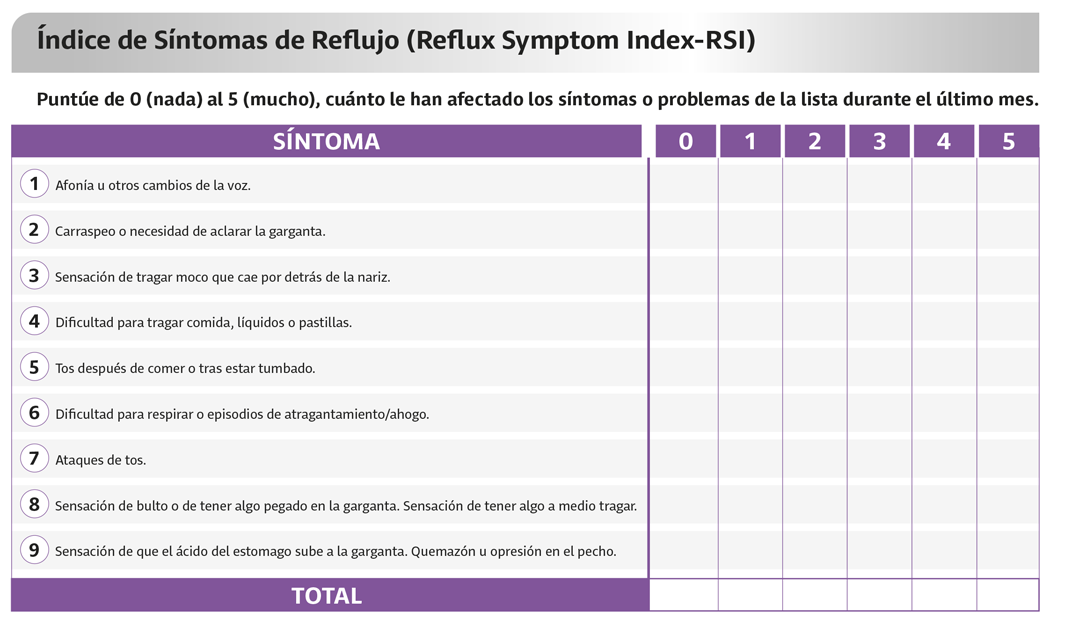 Índice de Síntomas de Reflujo (Reflux Symptom Index-RSI)
Puntúe de 0 (nada) al 5 (mucho), cuánto le han afectado los síntomas o problemas de la lista durante el último mes.
SÍNTOMA 0 1 2 3 4 5
1 Afonía u otros cambios de la voz.
2 Carraspeo o necesidad de aclarar la garganta.
3 Sensación de tragar moco que cae por detrás de la nariz.
4 Dificultad para tragar comida, líquidos o pastillas.
5 Tos después de comer o tras estar tumbado.
6 Dificultad para respirar o episodios de atragantamiento/ahogo.
7 Ataques de tos.
8 Sensación de bulto o de tener algo pegado en la garganta. Sensación de tener algo a medio tragar.
9 Sensación de que el ácido del estomago sube a la garganta. Quemazón u opresión en el pecho.
TOTAL